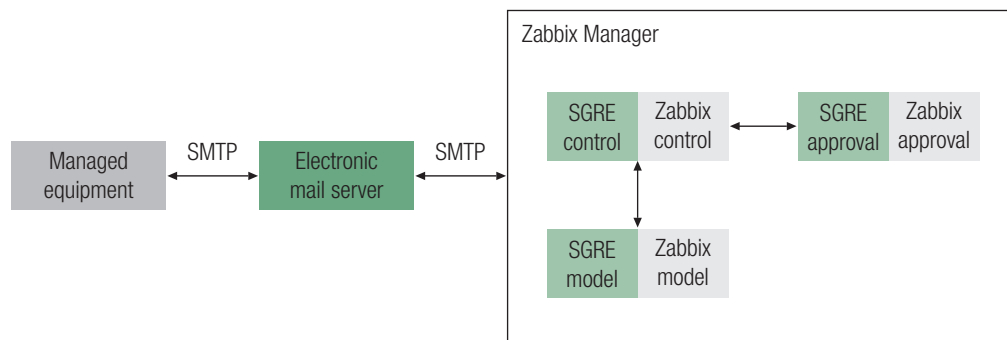 Zabbix Manager
SGRE
control
Zabbix
control
SGRE
approval
Zabbix
approval
SMTP
SMTP
Managed
equipment
Electronic
mail server
SGRE
model
Zabbix
model